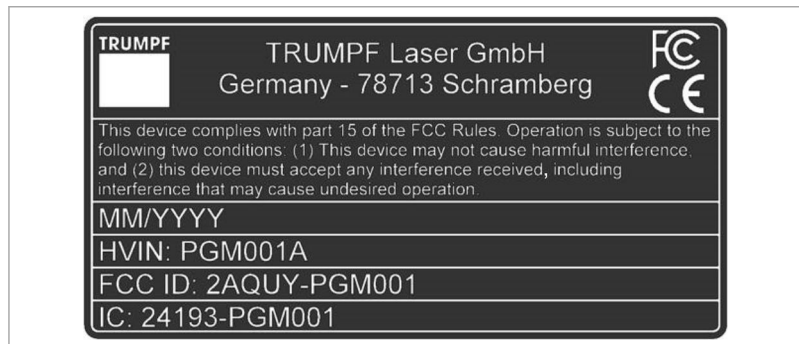 TRUMPF
TRUMPF Laser GmbH
Germany - 78713 Schramberg
FC
CE
This device complies with part 15 of the FCC Rules. Operation is subject to the
following two conditions: (1) This device may not cause harmful interference,
and (2) this device must accept any interference received, including
interference that may cause undesired operation.
MM/YYYY
HVIN: PGM001A
FCC ID: 2AQUY-PGM001
IC: 24193-PGM001